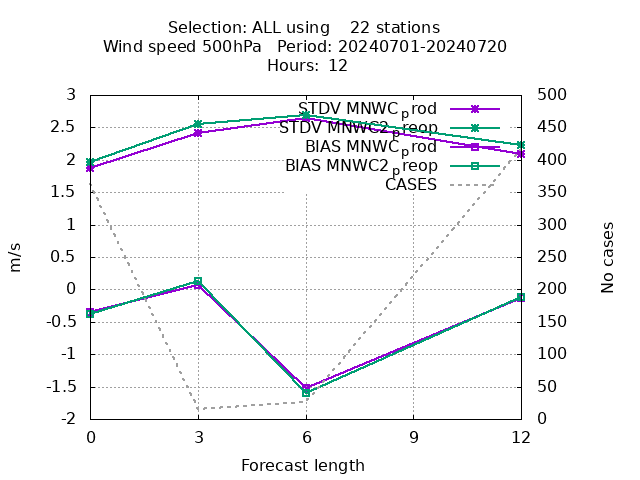 Selection: ALL using 22 stations
Wind speed 500hPa Period: 20240701-20240720
Hours: 12
3 500
STDV MNWC_prod
2.5 STDV MNWC2_preop 450
BIAS MNWC_prod
2 BIAS MNWC2_preop 400
1.5 CASES 350
1 300
0.5 250
0 200
-0.5 150
-1 100
-1.5 50
-2 0
m/s
No cases
0 3 6 9 12
Forecast length